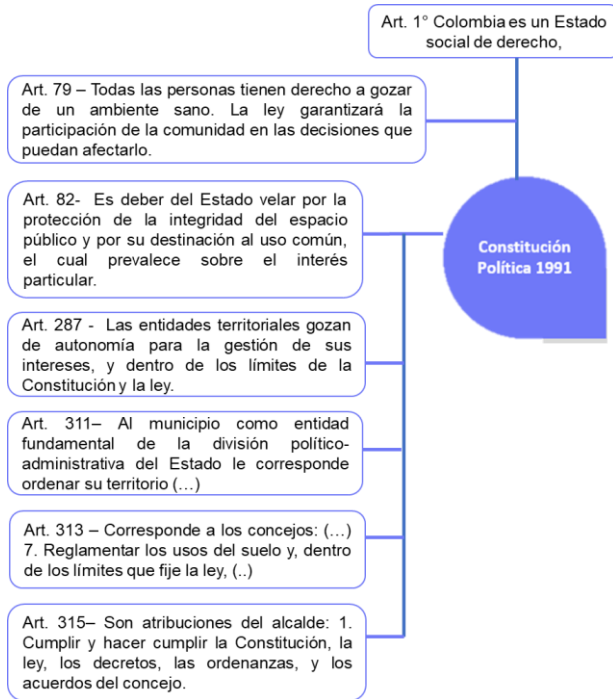 Art. 1° Colombia es un Estado
social de derecho,
Art. 79 – Todas las personas tienen derecho a gozar
de un ambiente sano. La ley garantizará la
participación de la comunidad en las decisiones que
puedan afectarlo.
Art. 82- Es deber del Estado velar por la
protección de la integridad del espacio
público y por su destinación al uso común,
el cual prevalece sobre el interés
particular.
Constitución
Política 1991
Art. 287 - Las entidades territoriales gozan
de autonomía para la gestión de sus
intereses, y dentro de los límites de la
Constitución y la ley.
Art. 311– Al municipio como entidad
fundamental de la división político-
administrativa del Estado le corresponde
ordenar su territorio (…)
Art. 313 – Corresponde a los concejos: (…)
7. Reglamentar los usos del suelo y, dentro
de los límites que fije la ley, (..)
Art. 315– Son atribuciones del alcalde: 1.
Cumplir y hacer cumplir la Constitución, la
ley, los decretos, las ordenanzas, y los
acuerdos del concejo.